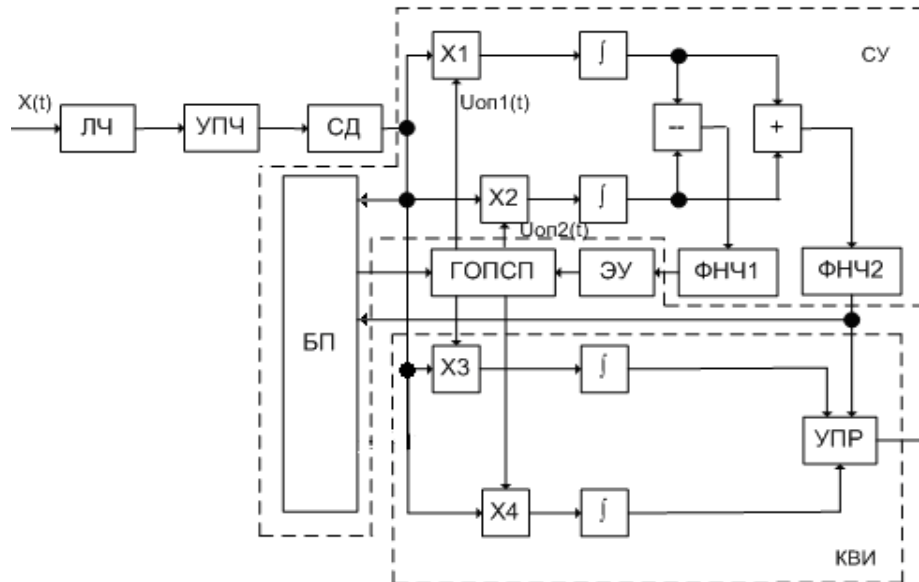 X1
∫
СУ
X(t)
Uоп1(t)
ЛЧ
УПЧ
СД
--
+
X2
∫
Uоп2(t)
ГОПСП
ЭУ
ФНЧ1
ФНЧ2
БП
X3
∫
УПР
X4
∫
КВИ